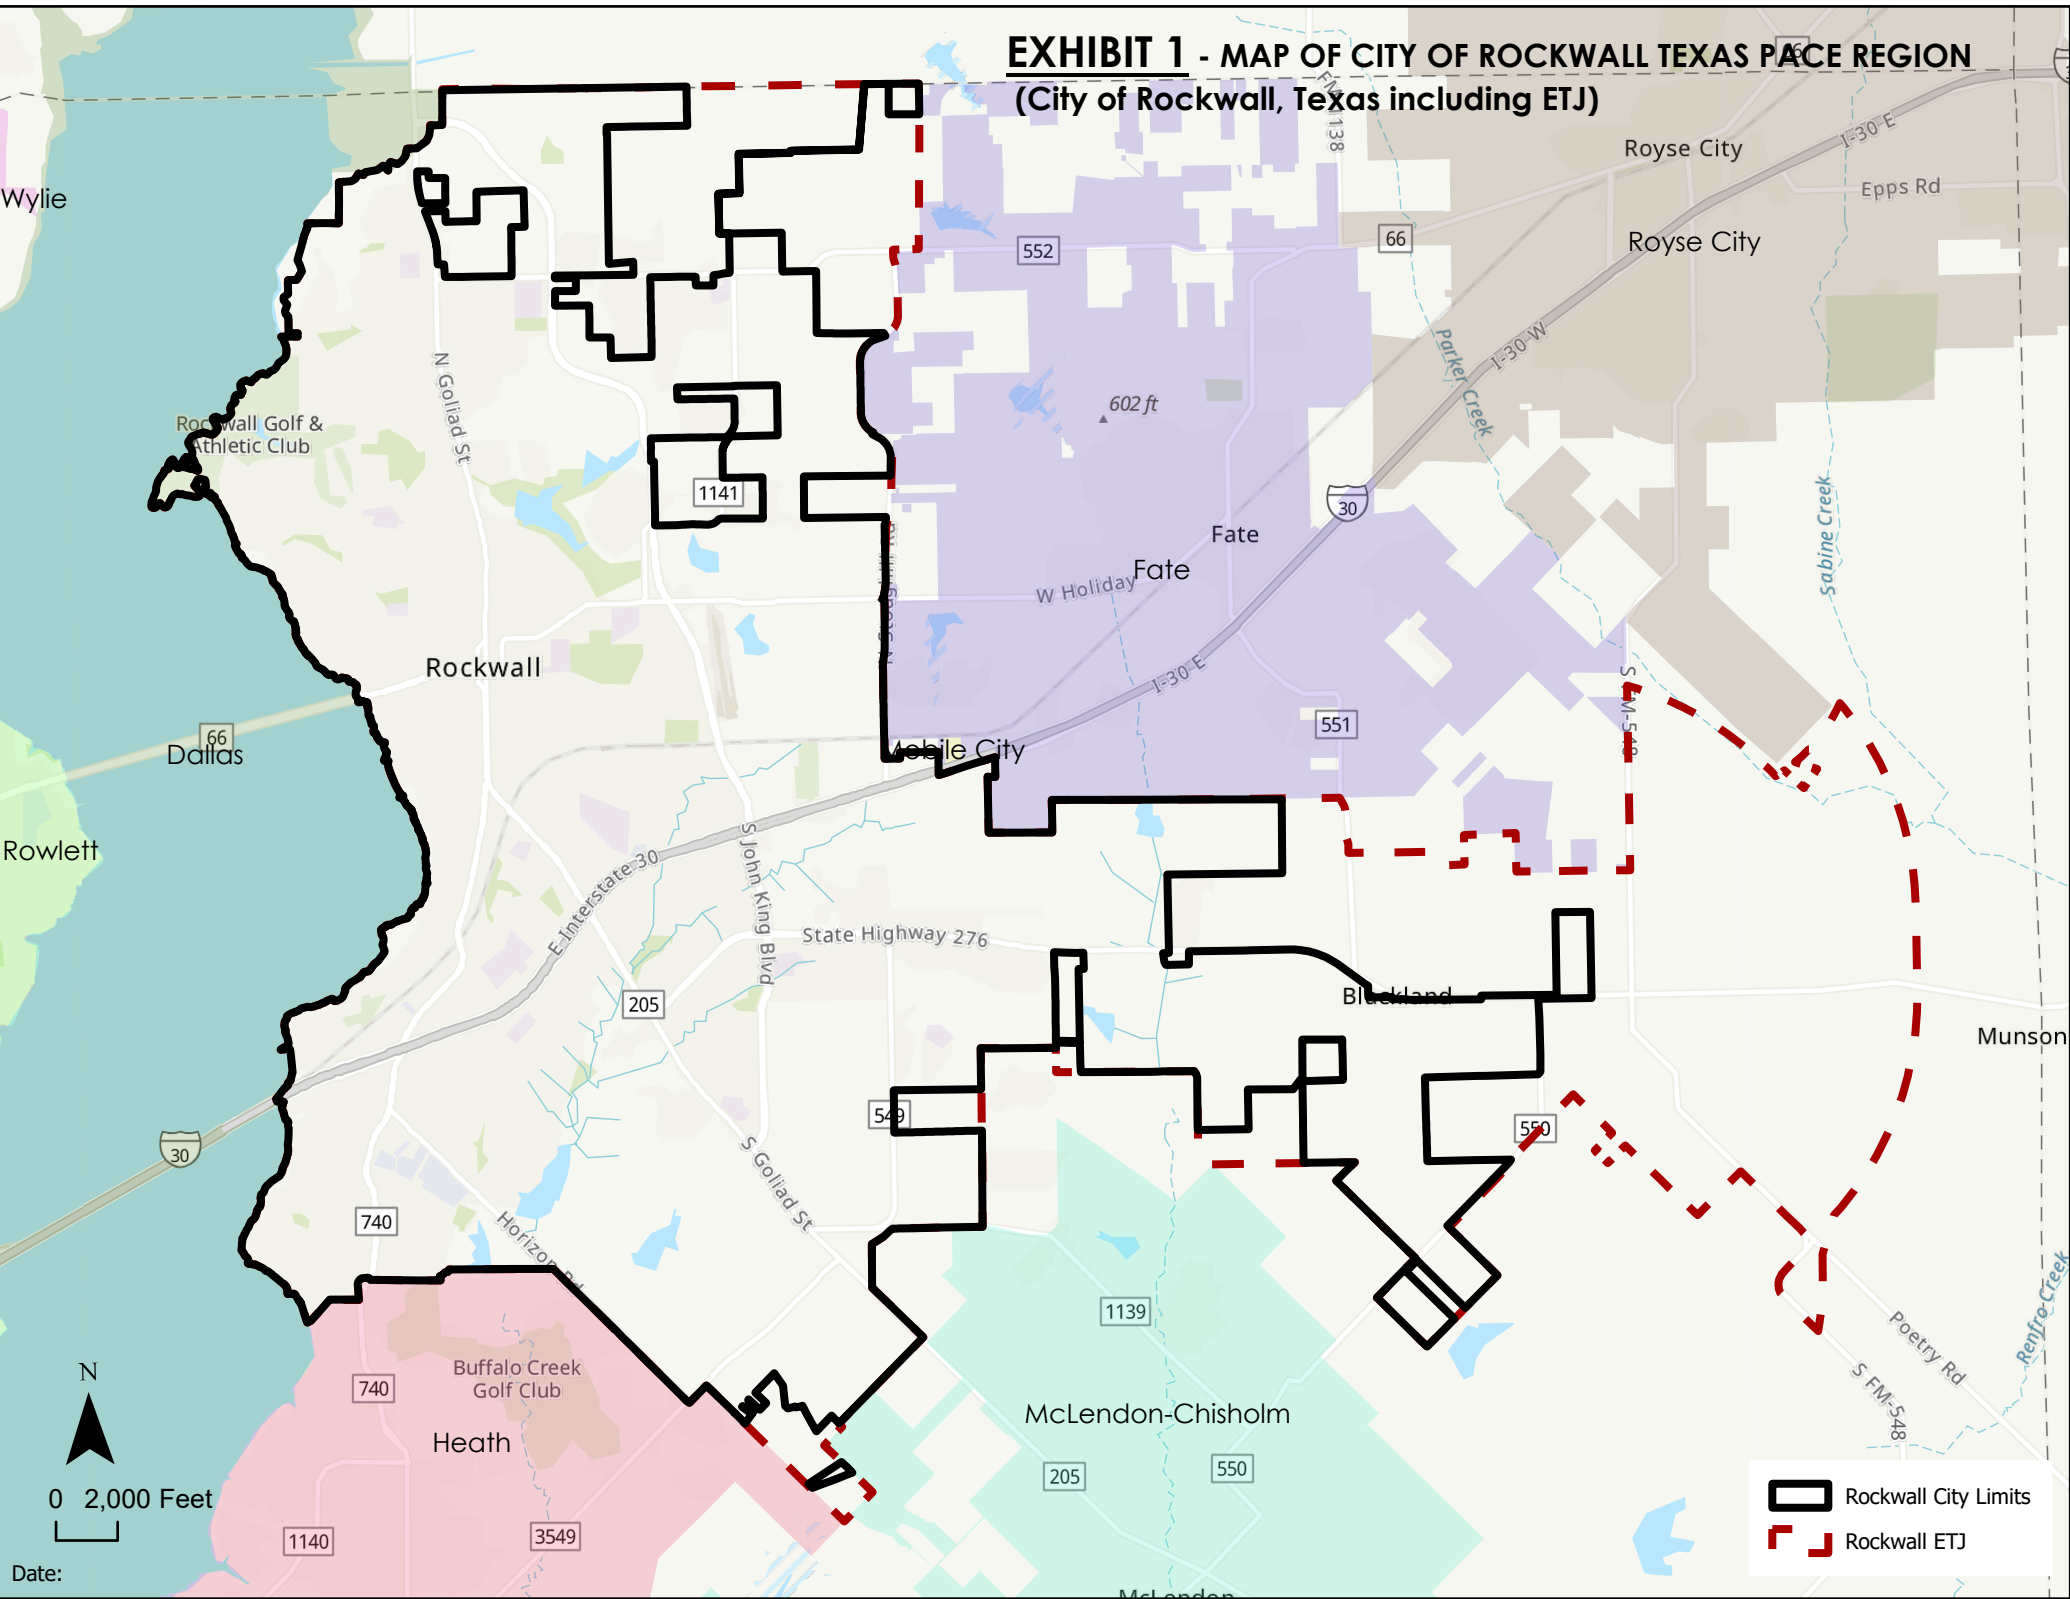 EXHIBIT 1 - MAP OF CITY OF ROCKWALL TEXAS PACE REGION
(City of Rockwall, Texas including ETJ)
66
FM 1138
I-30 E
Royse City
Epps Rd
Wylie
66
Royse City
552
Parker Creek
I-30 W
N Goliad St
602 ft
Rockwall Golf &
Athletic Club
1141
30
Sabine Creek
Fate
Fate
W Holiday
Rockwall
I-30 E
S FM-548
551
66
Dallas
Mobile City
Rowlett
E Interstate 30
S John King Blvd
State Highway 276
205
Blackland
Munson
549
550
30
S Goliad St
740
Horizon Rd
1139
Renfro Creek
Poetry Rd
N
740
Buffalo Creek
Golf Club
McLendon-Chisholm
S FM-548
Heath
205
550
0 2,000 Feet
Rockwall City Limits
1140
3549
Rockwall ETJ
Date: